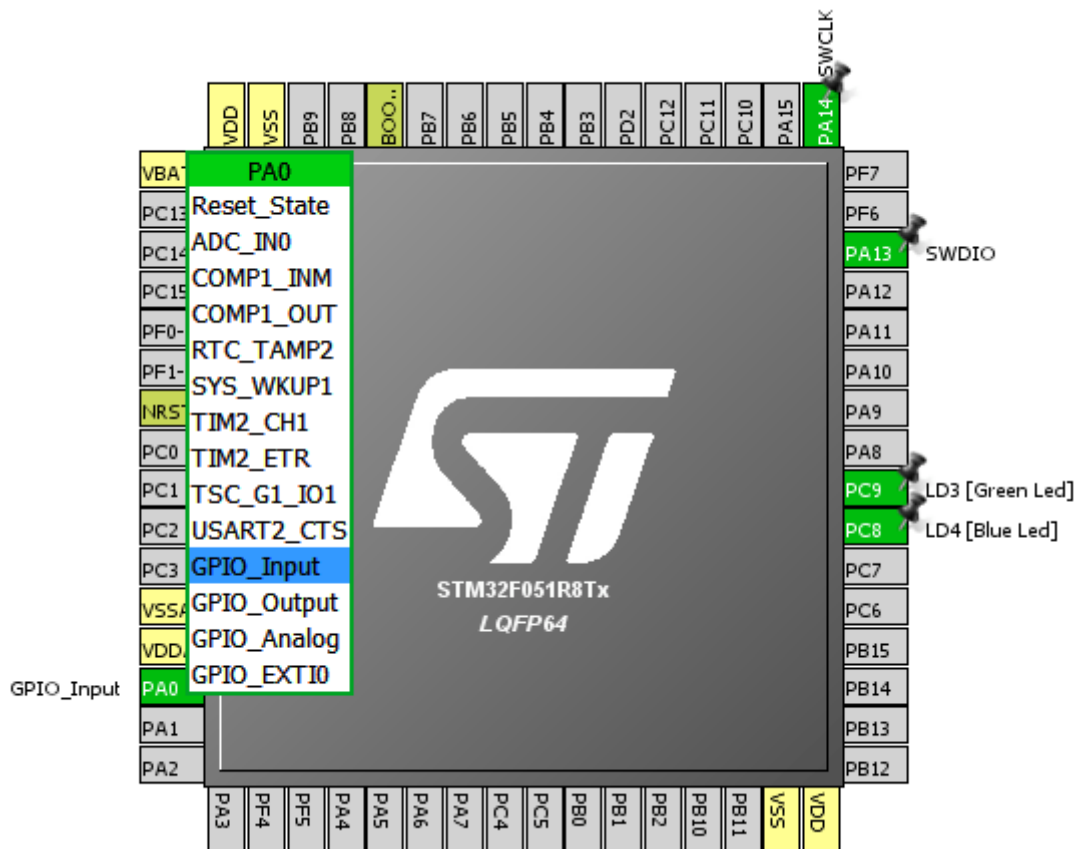 SWCLK
VDD
VSS
PB9
PB8
BOO..
PB7
PB6
PB5
PB4
PB3
PD2
PC12
PC11
PC10
PA15
PA14
VBAT
PC13
PC14
PC15
PF0-
PF1-
NRST
PC0
PC1
PC2
PC3
VSSA
VDDA
GPIO_Input PA0
PA1
PA2
PA0
Reset_State
ADC_IN0
COMP1_INM
COMP1_OUT
RTC_TAMP2
SYS_WKUP1
TIM2_CH1
TIM2_ETR
TSC_G1_IO1
USART2_CTS
GPIO_Input
GPIO_Output
GPIO_Analog
GPIO_EXTI0
ST
STM32F051R8Tx
LQFP64
PF7
PF6
PA13 SWDIO
PA12
PA11
PA10
PA9
PA8
PC9 LD3 [Green Led]
PC8 LD4 [Blue Led]
PC7
PC6
PB15
PB14
PB13
PB12
PA3
PF4
PF5
PA4
PA5
PA6
PA7
PC4
PC5
PB0
PB1
PB2
PB10
PB11
VSS
VDD